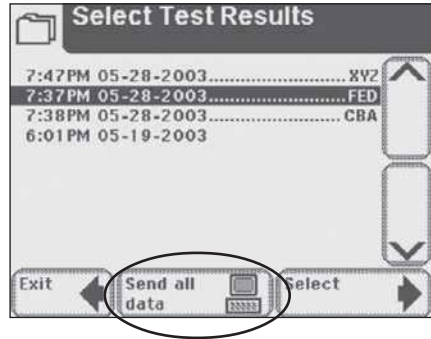 Select Test Results
7:47PM 05-28-2003....................XYZ
7:37PM 05-28-2003....................FED
7:38PM 05-28-2003....................CBA
6:01PM 05-19-2003
Exit
Send all
data
Select